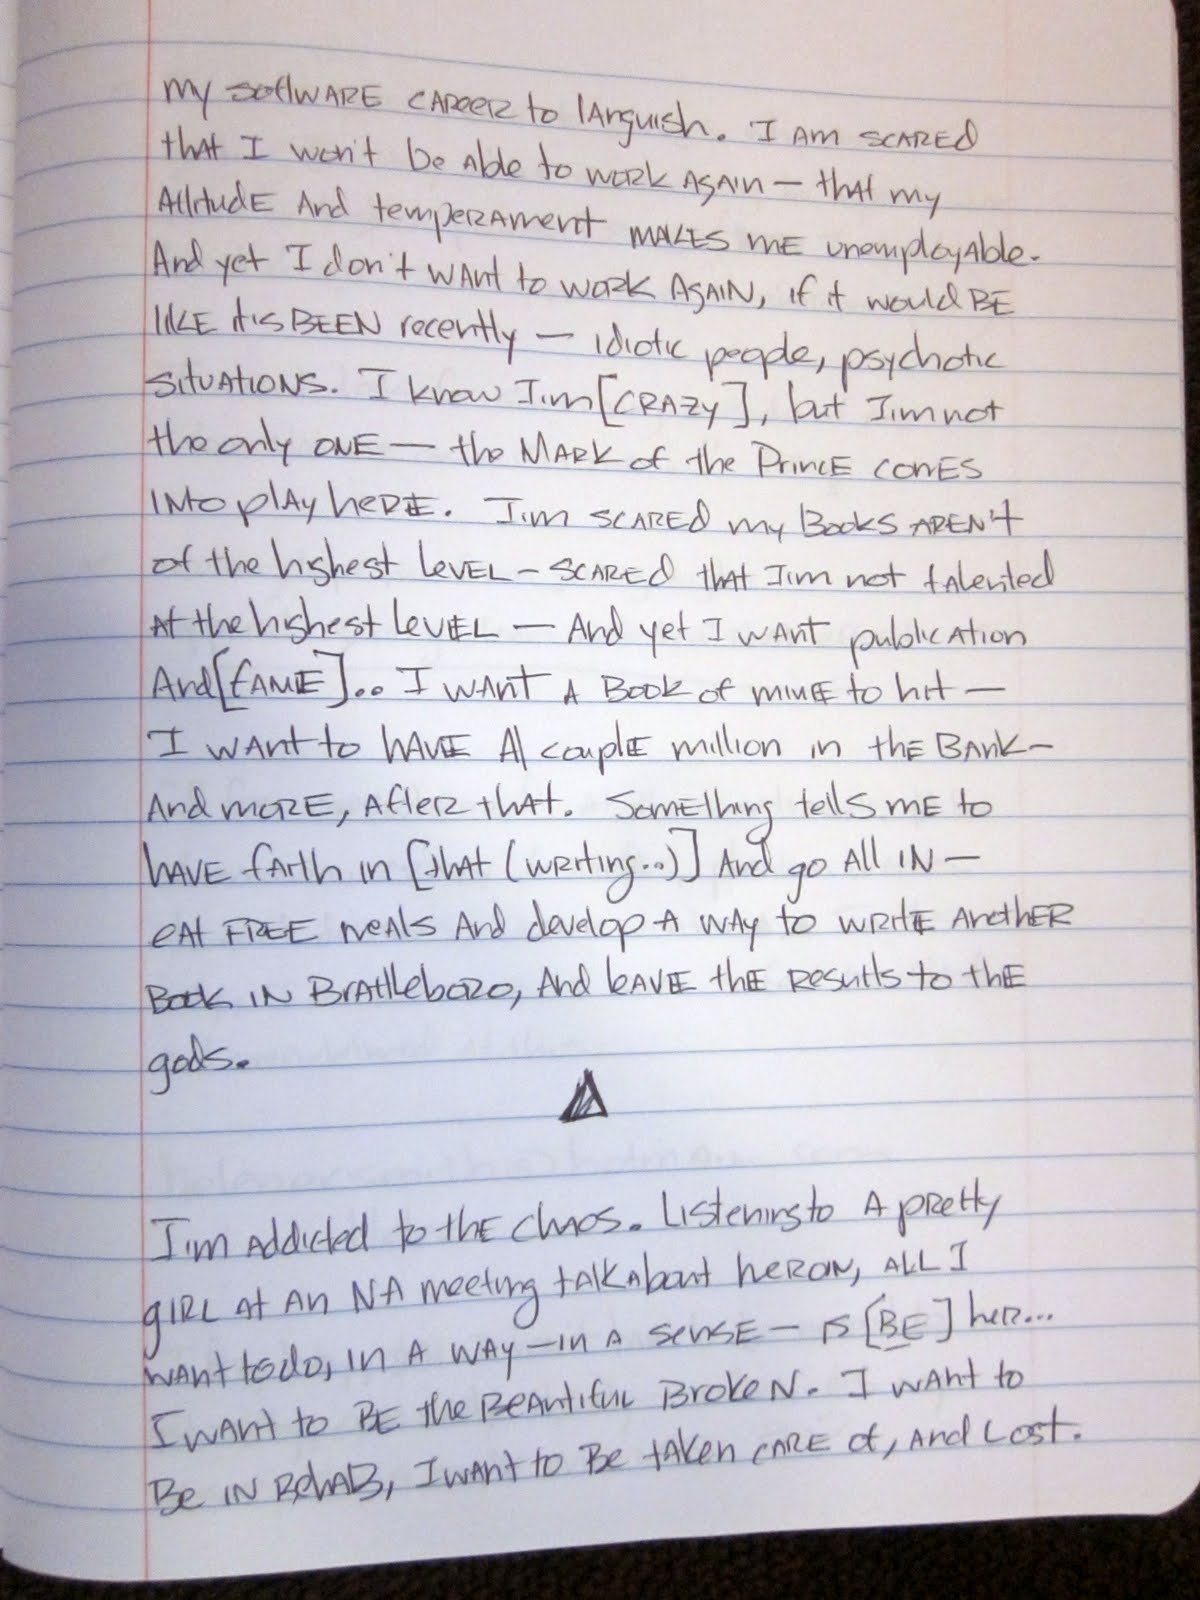 my software career to languish. I am scared
that I won't be able to work again — that my
attitude and temperament makes me unemployable.
And yet I don't want to work again, if it would be
like it's been recently — idiotic people, psychotic
situations. I know I'm [crazy], but I'm not
the only one — the Mark of the Prince comes
into play here. I'm scared my books aren't
of the highest level — scared that I'm not talented
at the highest level — and yet I want publication
and [fame].. I want a book of mine to hit —
I want to have a couple million in the bank —
and more, after that. Something tells me to
have faith in [that (writing..)] and go all in —
eat free meals and develop a way to write another
book in Brattleboro, and leave the results to the
gods.
I'm addicted to the chaos. Listening to a pretty
girl at an NA meeting talk about heroin, all I
want to do, in a way — in a sense — is [be] her...
I want to be the beautiful broken. I want to
be in rehab, I want to be taken care of, and lost.